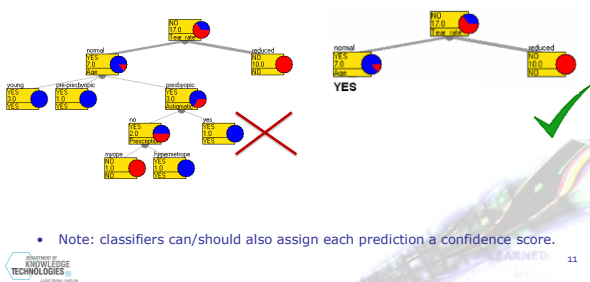 NO
17.0
Tear rate
normal
YES
7.0
Age
reduced
NO
10.0
NO
young
YES
3.0
YES
pre-presbyopic
YES
1.0
YES
presbyopic
YES
3.0
Astigmatic
no
YES
2.0
Prescription
yes
YES
1.0
YES
myope
NO
1.0
NO
hypermetrope
YES
1.0
YES
NO
17.0
Tear rate
normal
YES
7.0
Age
YES
reduced
NO
10.0
NO
• Note: classifiers can/should also assign each prediction a confidence score.
DEPARTMENT OF
KNOWLEDGE
TECHNOLOGIES
LEARNED
11